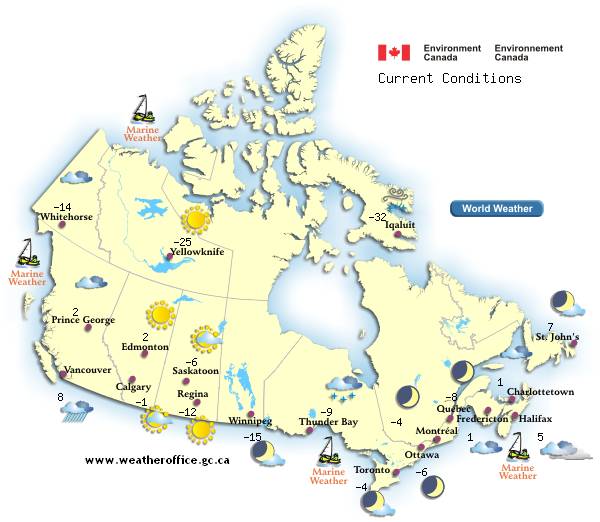 Environment Environnement
Canada Canada
Current Conditions
Marine
Weather
World Weather
-14
Whitehorse
-32
Iqaluit
-25
Yellowknife
Marine
Weather
2
Prince George
2
Edmonton
7
St. John's
-6
Saskatoon
Vancouver
Calgary
Regina
8
-1
-12
Winnipeg
-15
-9
Thunder Bay
-4
-8
Québec
1
Charlottetown
Fredericton
Halifax
Montréal
1
5
Ottawa
Marine
Weather
Marine
Weather
Toronto
-4
-6
www.weatheroffice.gc.ca